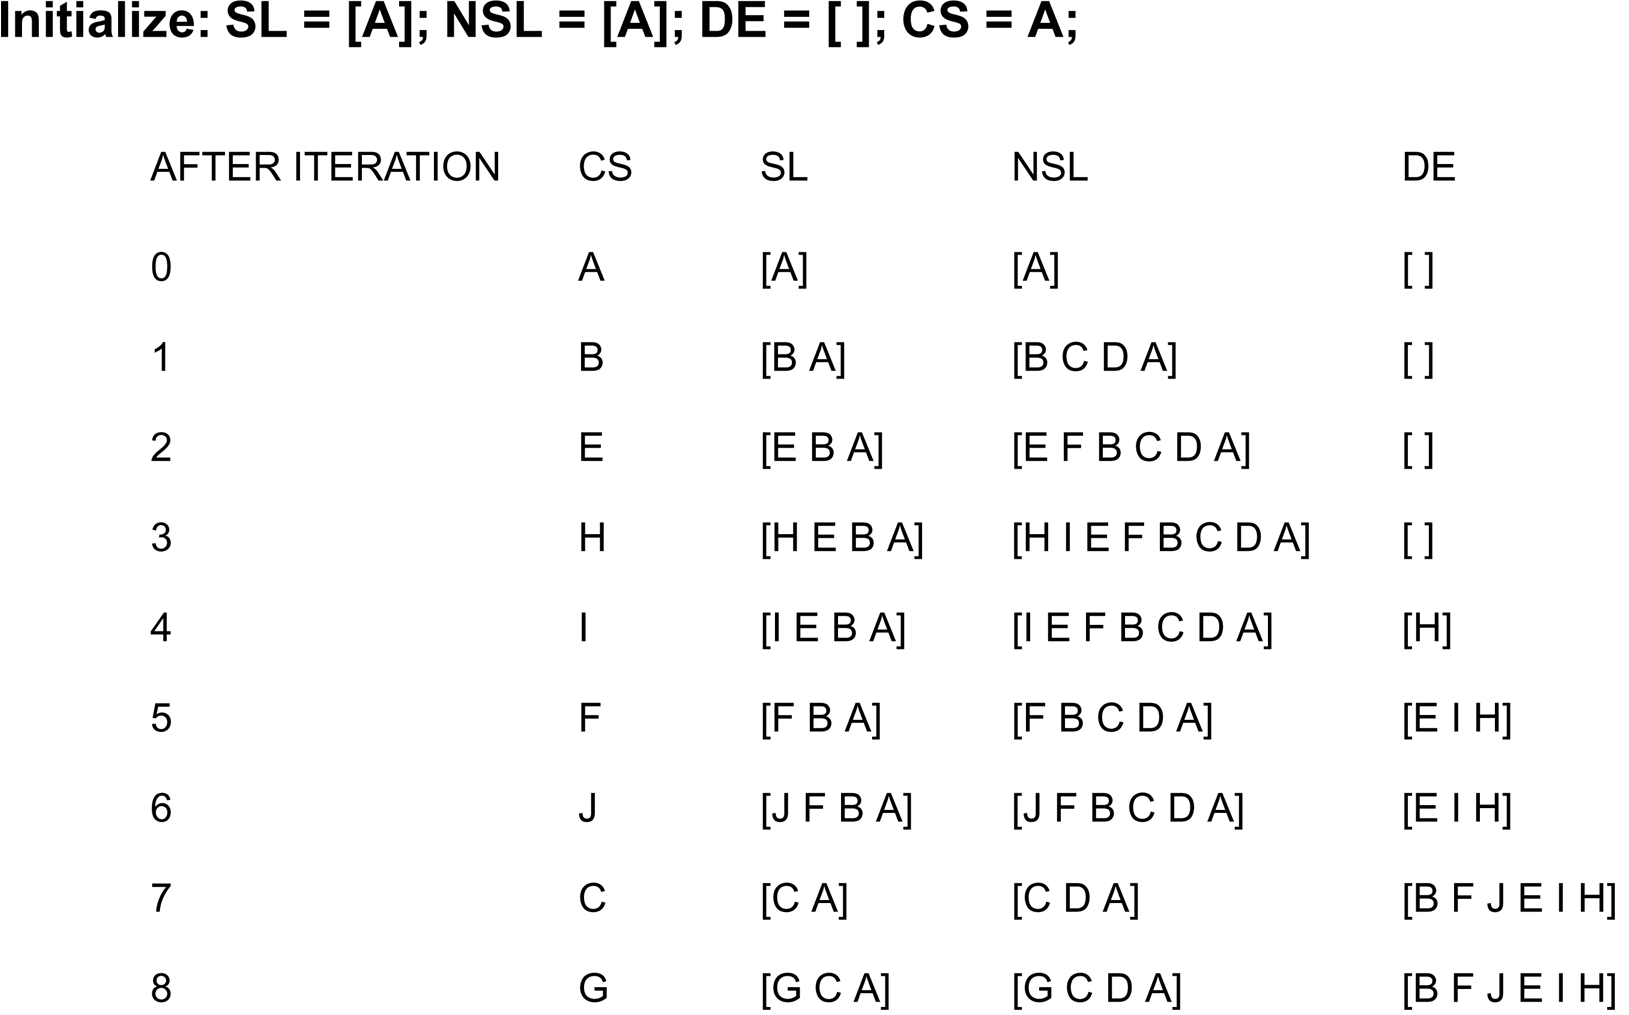 Initialize: SL = [A]; NSL = [A]; DE = [ ]; CS = A;
AFTER ITERATION CS SL NSL DE
0 A [A] [A] [ ]
1 B [B A] [B C D A] [ ]
2 E [E B A] [E F B C D A] [ ]
3 H [H E B A] [H I E F B C D A] [ ]
4 I [I E B A] [I E F B C D A] [H]
5 F [F B A] [F B C D A] [E I H]
6 J [J F B A] [J F B C D A] [E I H]
7 C [C A] [C D A] [B F J E I H]
8 G [G C A] [G C D A] [B F J E I H]